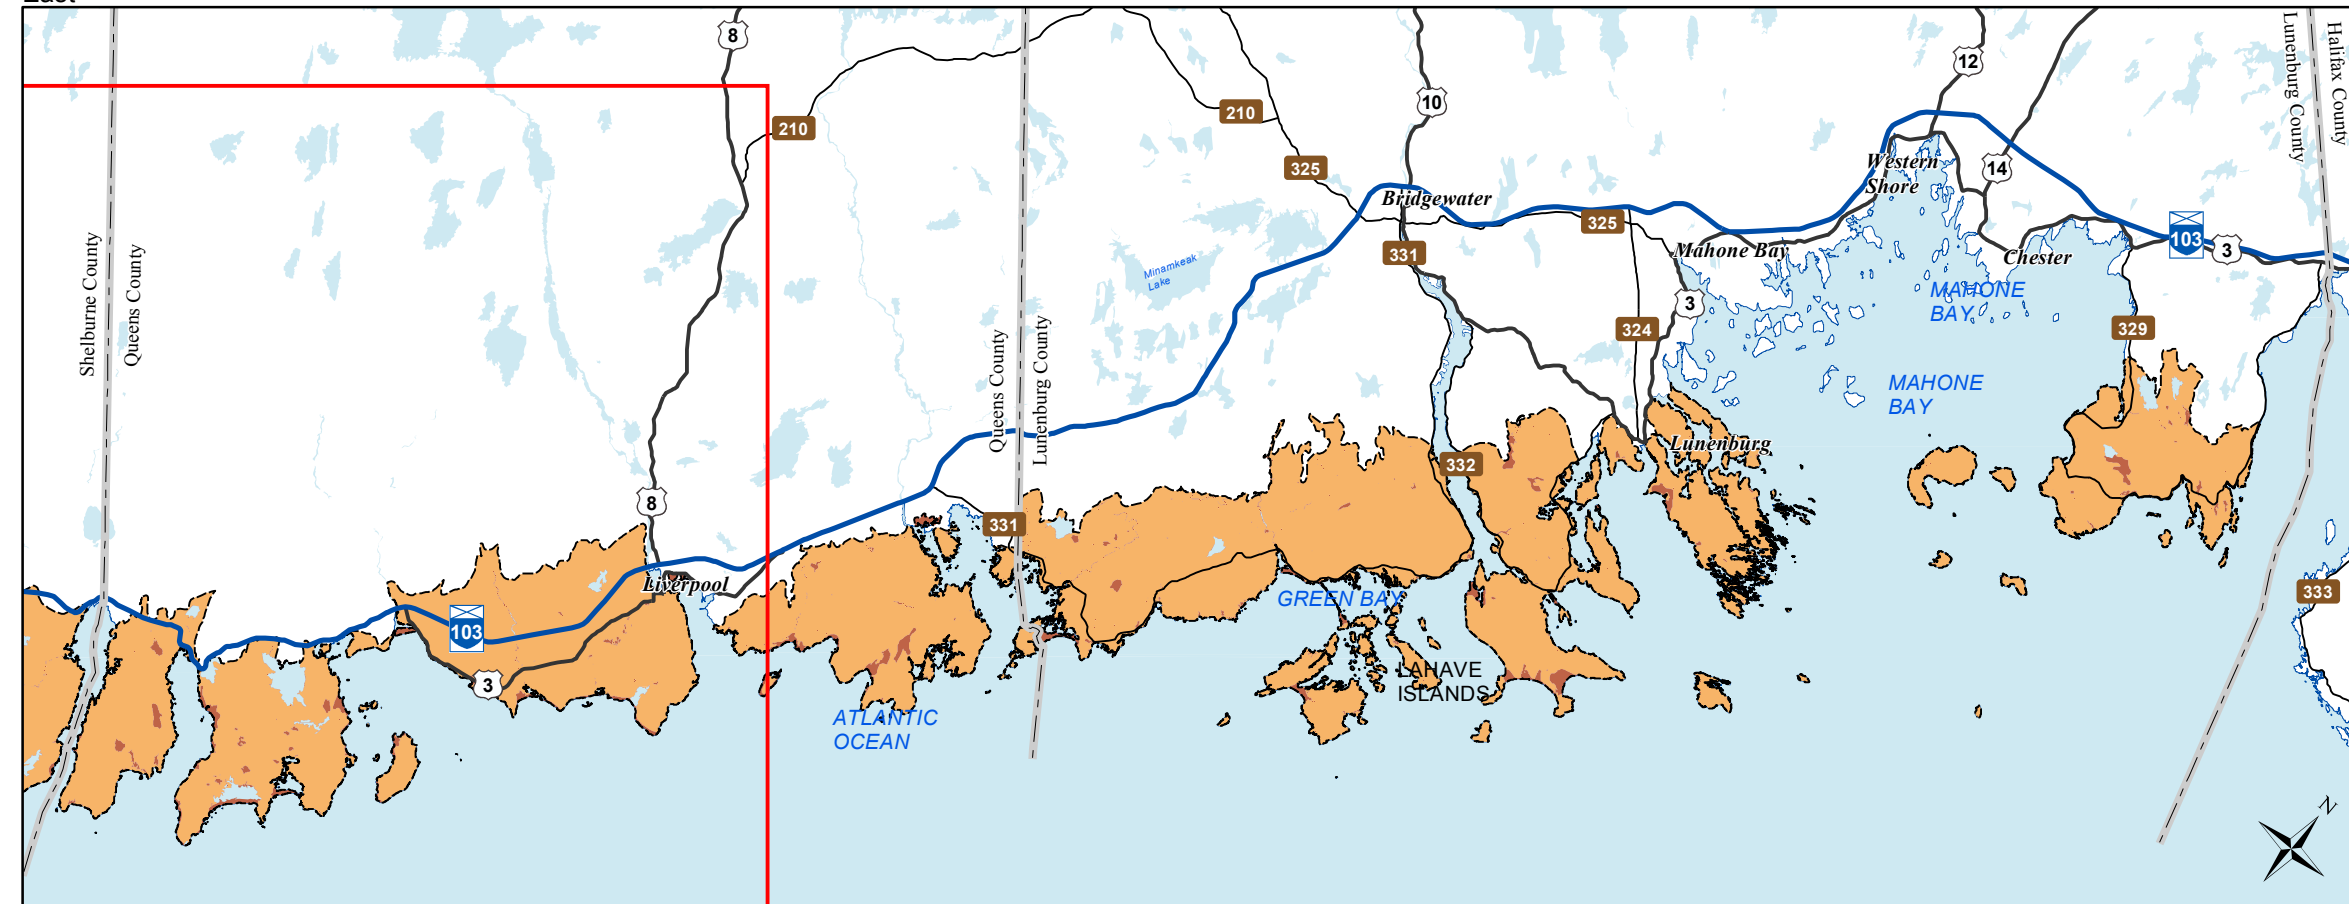 East
8
12
10
210
210
325
14
Western
Shore
Bridgewater
325
331
Mahone Bay
Chester
103
3
Halifax County
Lunenburg County
Minamkeak
Lake
Shelburne County
Queens County
MAHONE
BAY
3
324
329
Queens County
Lunenburg County
MAHONE
BAY
Lunenburg
332
8
331
Liverpool
GREEN BAY
333
103
3
LAHAVE
ISLANDS
ATLANTIC
OCEAN
N